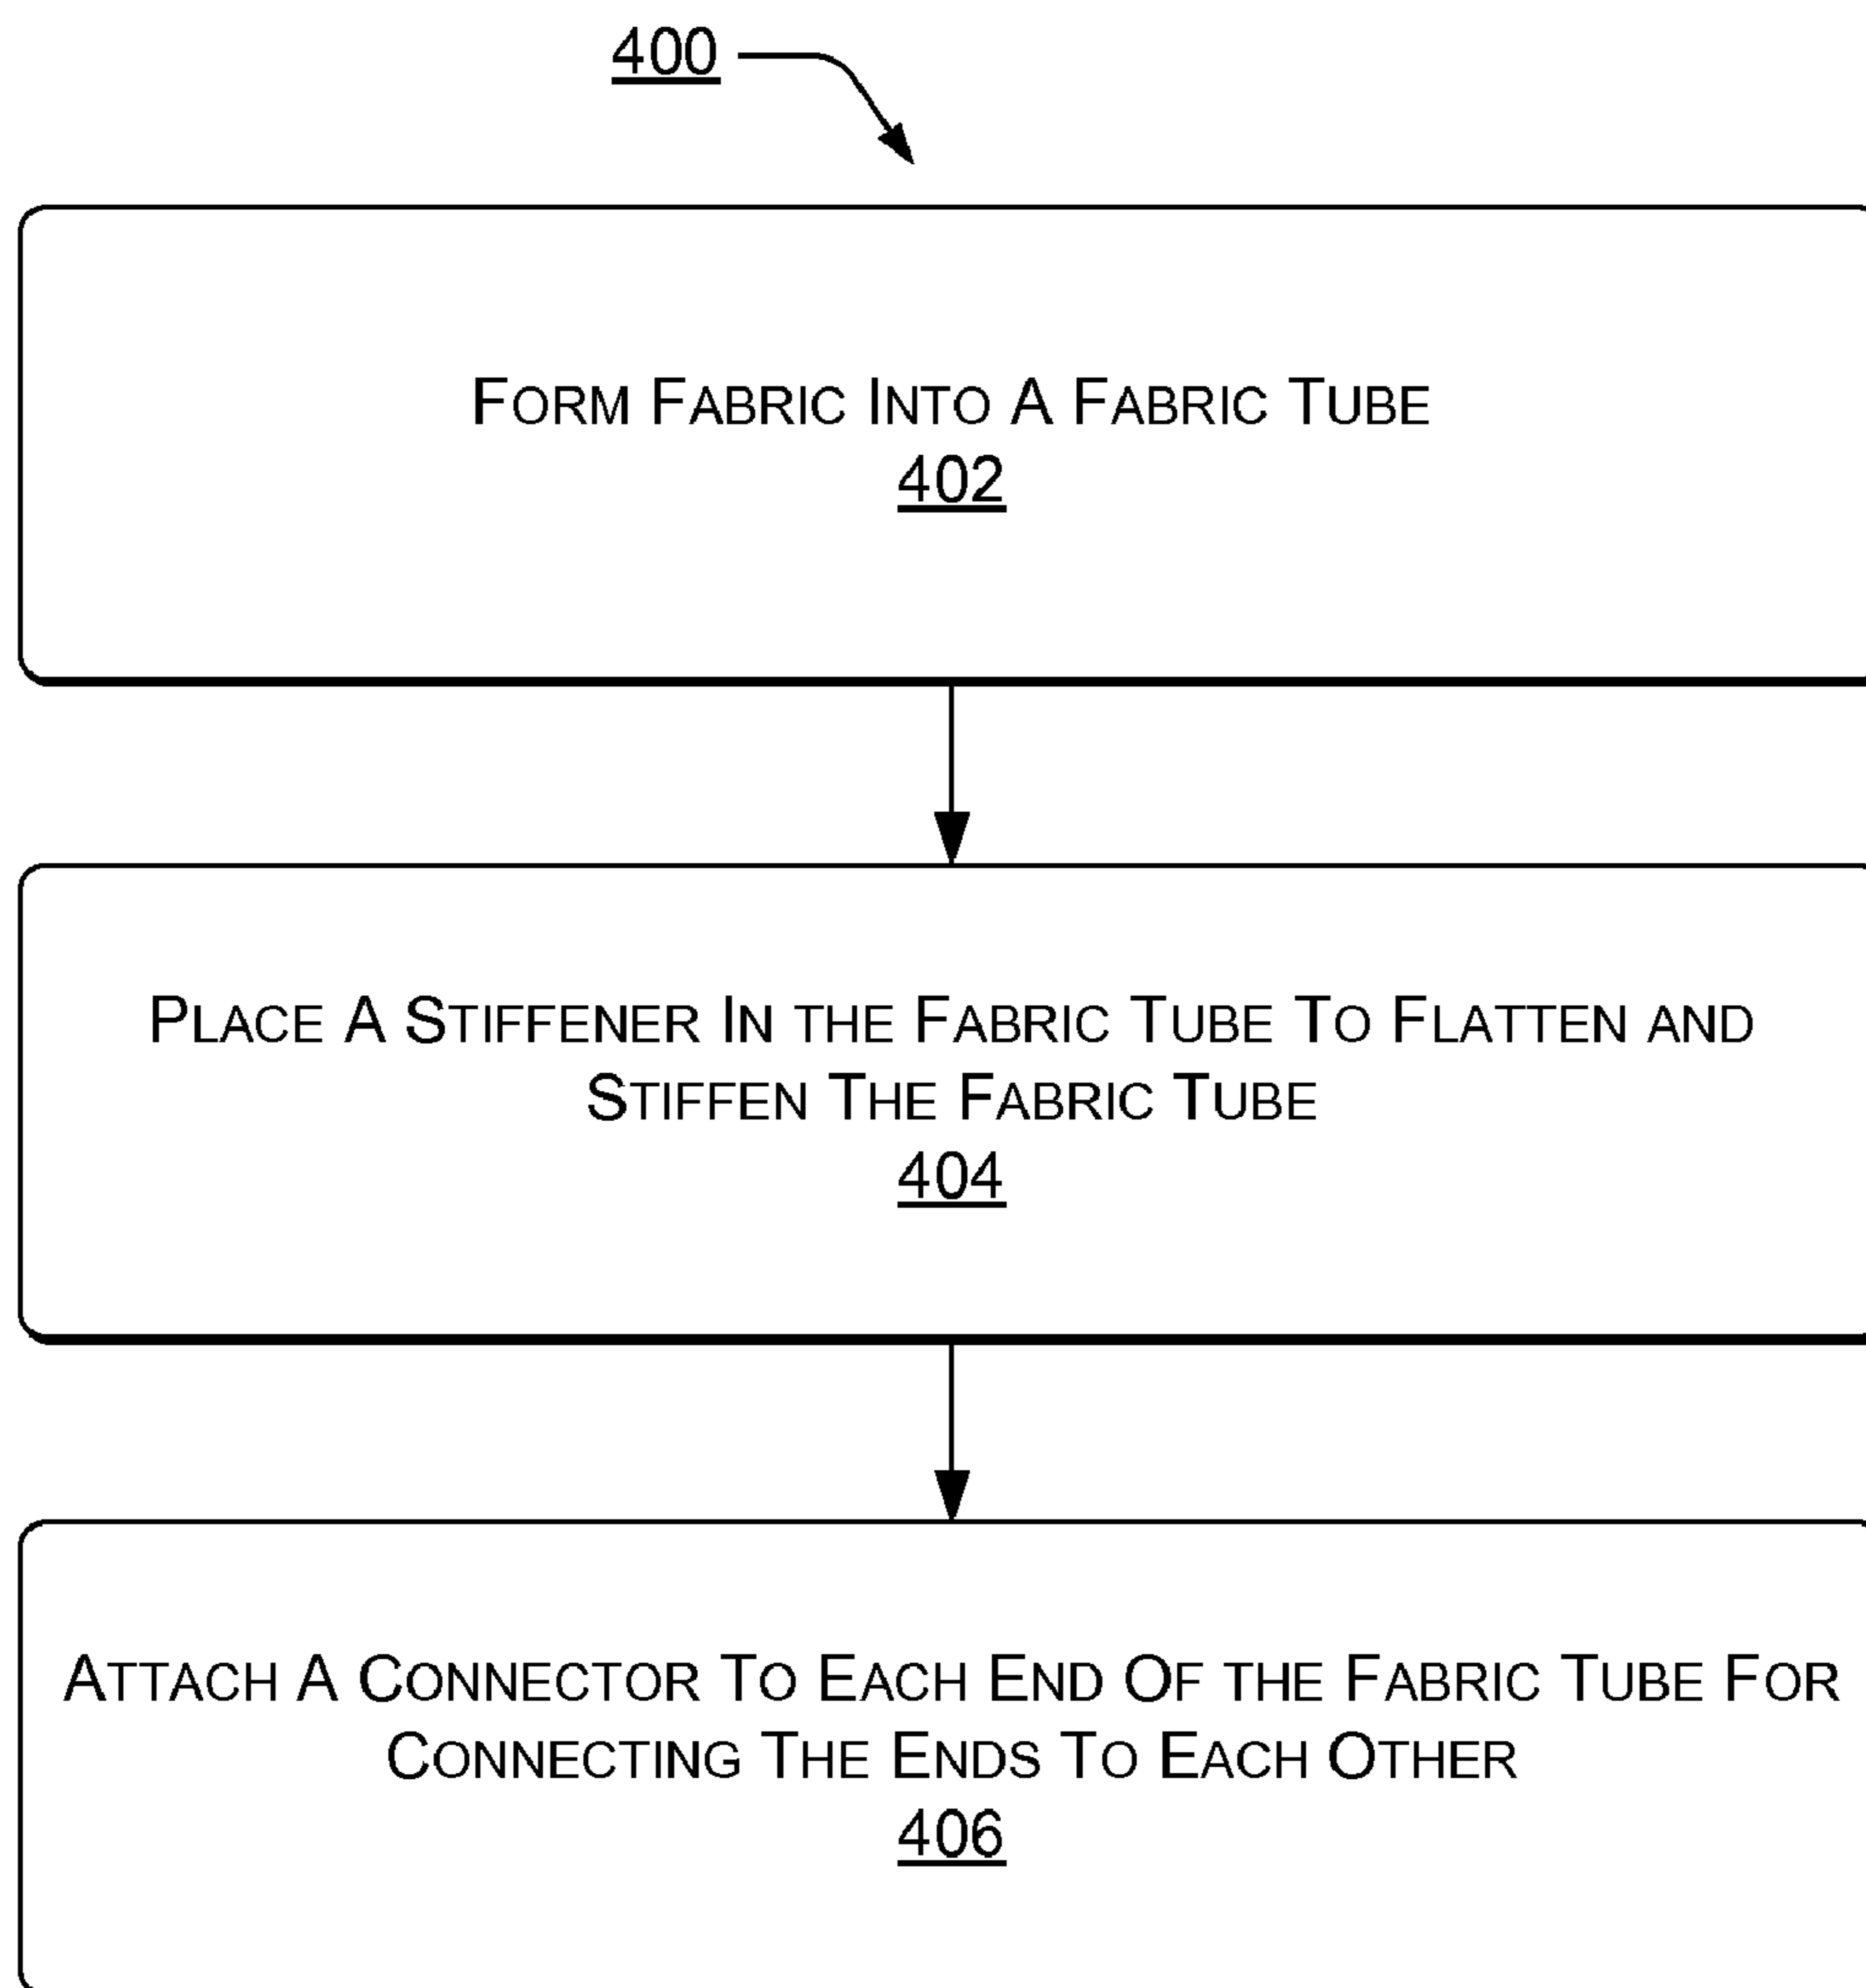 400
Form Fabric Into A Fabric Tube
402
Place A Stiffener In the Fabric Tube To Flatten and
Stiffen The Fabric Tube
404
Attach A Connector To Each End Of the Fabric Tube For
Connecting The Ends To Each Other
406